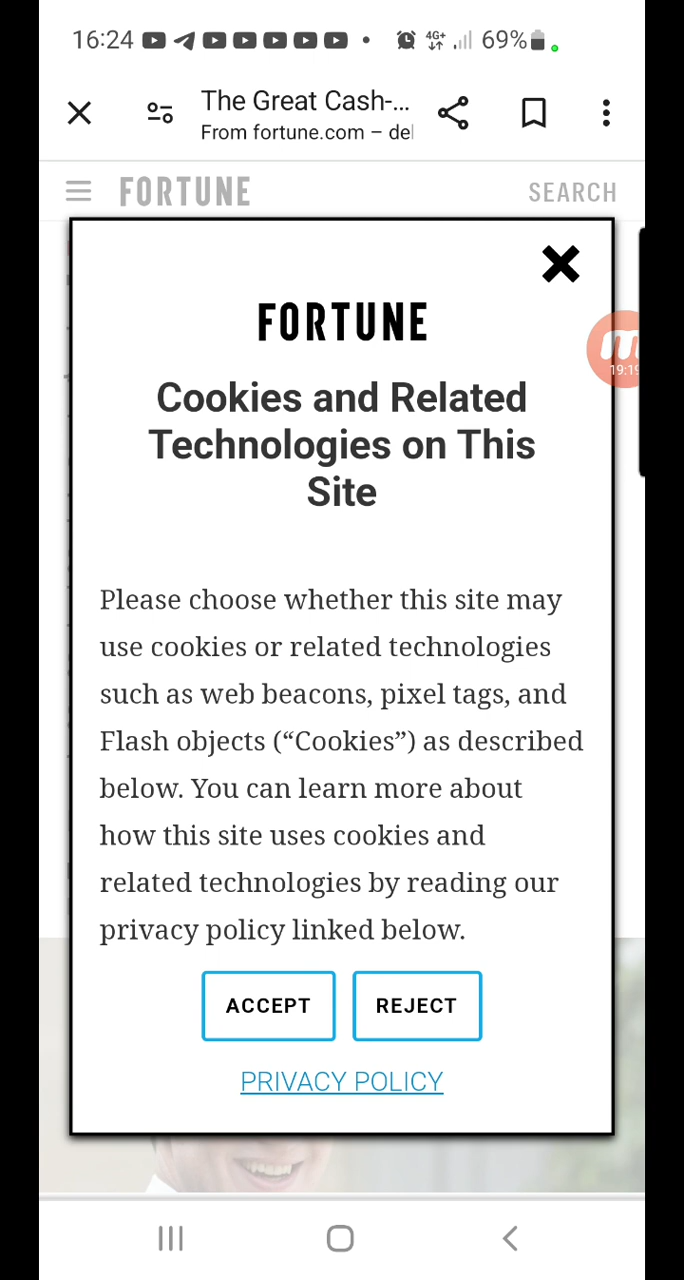 16:24 4G+ 69%
The Great Cash-...
From fortune.com – del
FORTUNE SEARCH
FORTUNE
19:19
Cookies and Related
Technologies on This
Site
Please choose whether this site may
use cookies or related technologies
such as web beacons, pixel tags, and
Flash objects (“Cookies”) as described
below. You can learn more about
how this site uses cookies and
related technologies by reading our
privacy policy linked below.
ACCEPT REJECT
PRIVACY POLICY